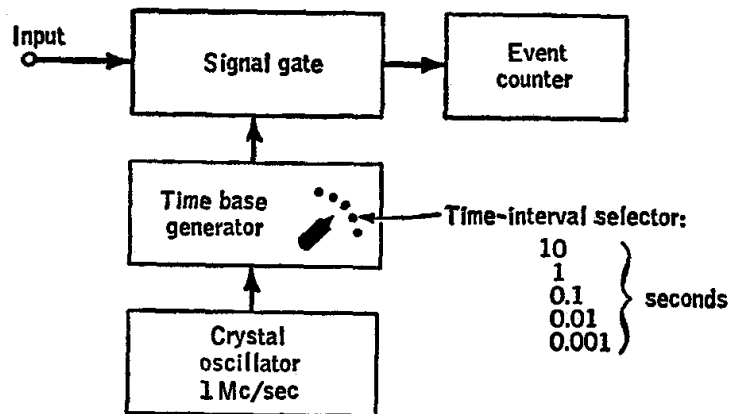 Input
Signal gate
Event
counter
Time base
generator
Time-interval selector:
10
1
0.1
0.01
0.001
seconds
Crystal
oscillator
1 Mc/sec